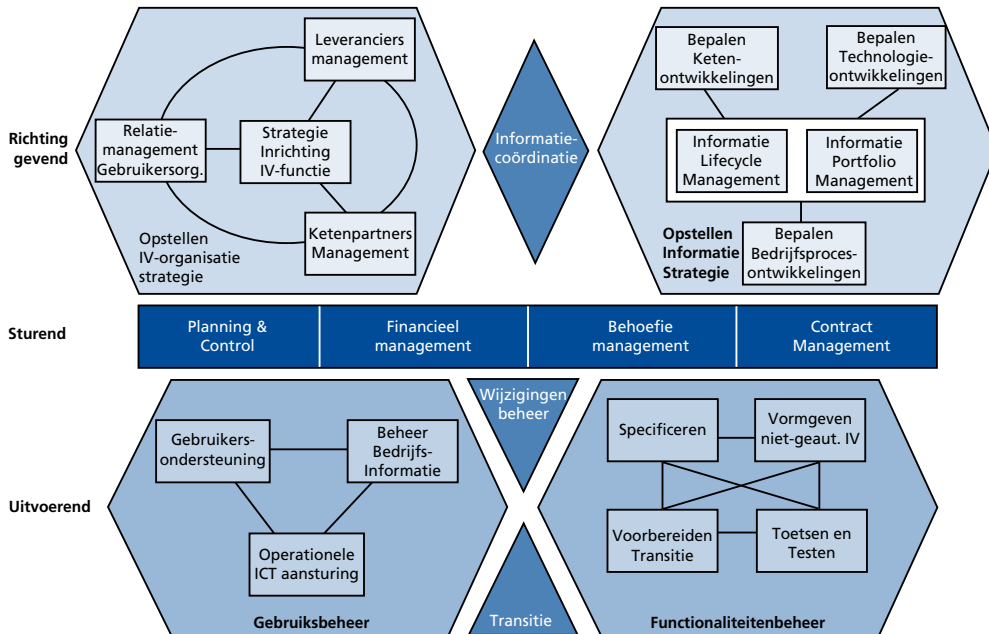 Richting
gevend
Leveranciers
management
Relatie-
management
Gebruikersorg.
Strategie
Inrichting
IV-functie
Ketenpartners
Management
Opstellen
IV-organisatie
strategie
Informatie-
coördinatie
Bepalen
Keten-
ontwikkelingen
Bepalen
Technologie-
ontwikkelingen
Informatie
Lifecycle
Management
Informatie
Portfolio
Management
Opstellen
Informatie
Strategie
Bepalen
Bedrijfsproces-
ontwikkelingen
Sturend
Planning &
Control
Financieel
management
Behoefie
management
Contract
Management
Uitvoerend
Gebruikers-
ondersteuning
Beheer
Bedrijfs-
Informatie
Operationele
ICT aansturing
Gebruiksbeheer
Wijzigingen
beheer
Transitie
Specificeren
Vormgeven
niet-geaut. IV
Voorbereiden
Transitie
Toetsen en
Testen
Functionaliteitenbeheer